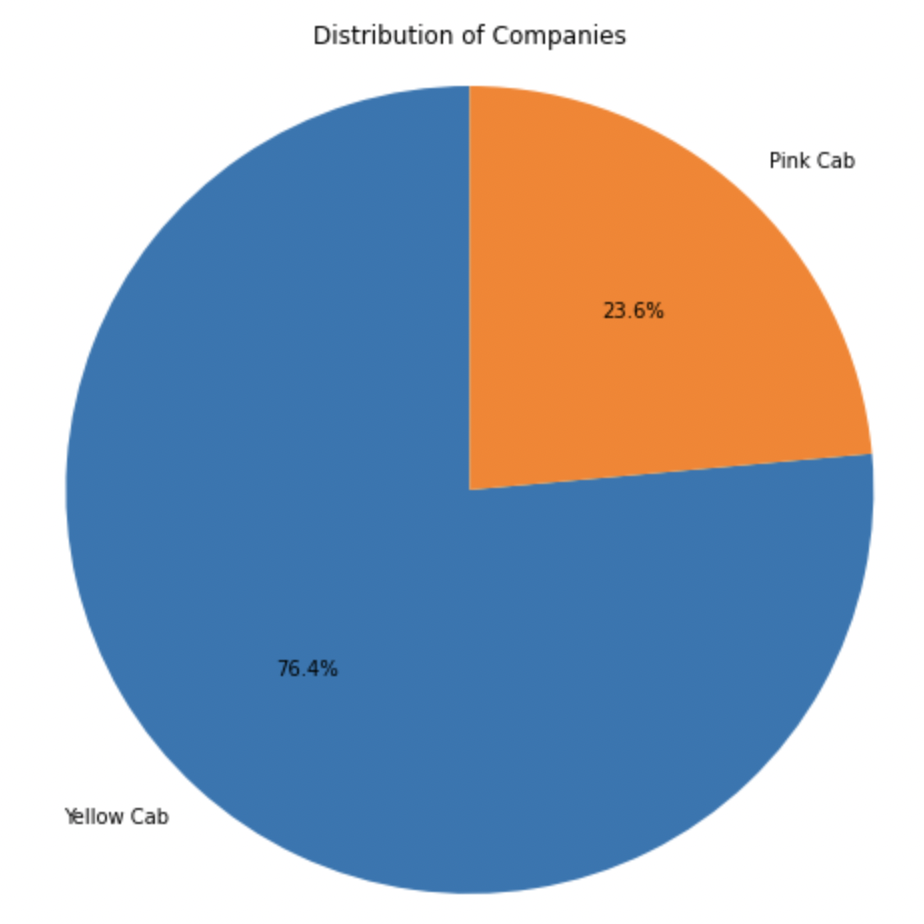 Distribution of Companies
Pink Cab
23.6%
76.4%
Yellow Cab